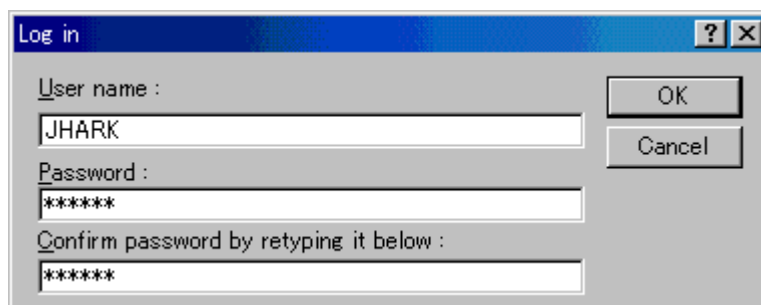 Log in
User name :
OK
JHARK
Cancel
Password :
******
Confirm password by retyping it below :
******